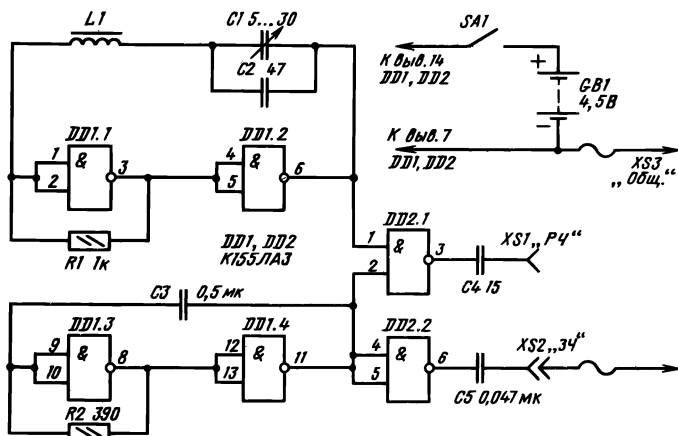 L1
C1 5...30
C2 47
SA1
К выв. 14
DD1, DD2
+
GB1
4,5В
−
К выв. 7
DD1, DD2
XS3
„Общ."
DD1.1
1
2
&
3
DD1.2
4
5
&
6
R1 1к
DD1, DD2
К155ЛА3
DD2.1
1
2
&
3
XS1 „РЧ"
C4 15
C3 0,5 мк
DD1.3
9
10
&
8
R2 390
DD1.4
12
13
&
11
DD2.2
4
5
&
6
XS2 „ЗЧ"
C5 0,047 мк